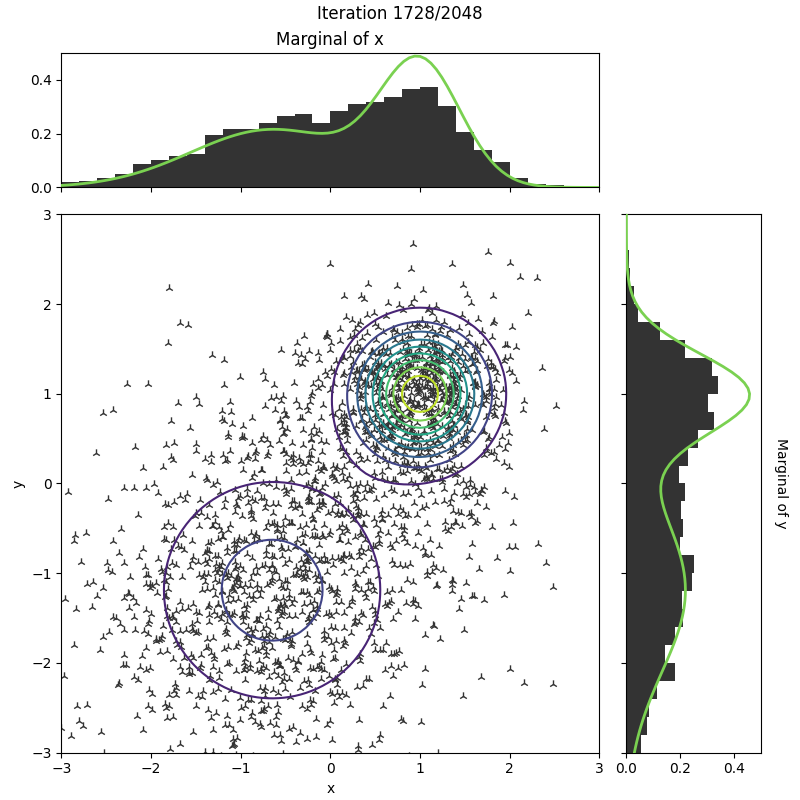 Iteration 1728/2048
Marginal of x
0.4
0.2
0.0
3
2
1
0
−1
−2
−3
y
−3 −2 −1 0 1 2 3
x
0.0 0.2 0.4
Marginal of y